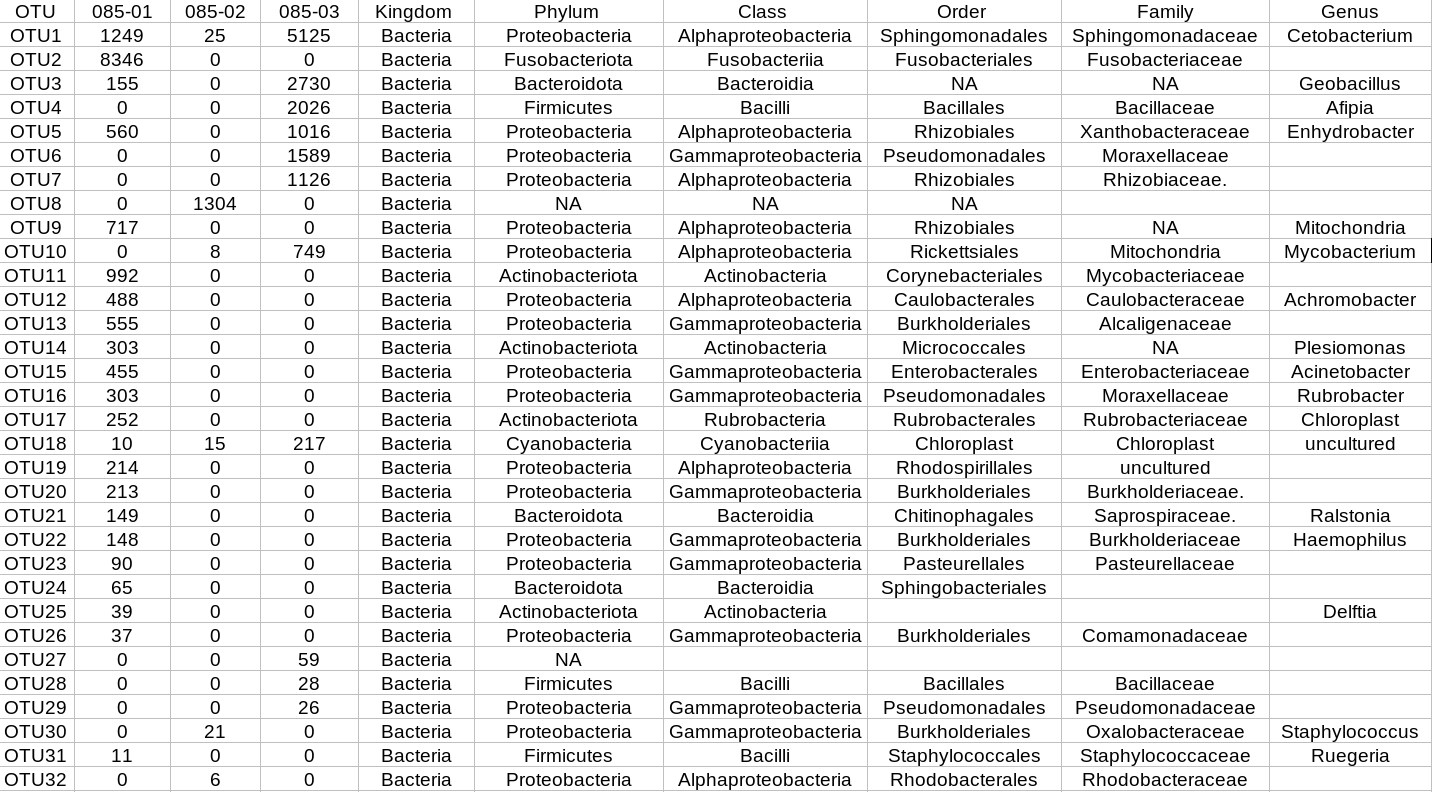 OTU 085-01 085-02 085-03 Kingdom Phylum Class Order Family Genus
OTU1 1249 25 5125 Bacteria Proteobacteria Alphaproteobacteria Sphingomonadales Sphingomonadaceae Cetobacterium
OTU2 8346 0 0 Bacteria Fusobacteriota Fusobacteriia Fusobacteriales Fusobacteriaceae
OTU3 155 0 2730 Bacteria Bacteroidota Bacteroidia NA NA Geobacillus
OTU4 0 0 2026 Bacteria Firmicutes Bacilli Bacillales Bacillaceae Afipia
OTU5 560 0 1016 Bacteria Proteobacteria Alphaproteobacteria Rhizobiales Xanthobacteraceae Enhydrobacter
OTU6 0 0 1589 Bacteria Proteobacteria Gammaproteobacteria Pseudomonadales Moraxellaceae
OTU7 0 0 1126 Bacteria Proteobacteria Alphaproteobacteria Rhizobiales Rhizobiaceae.
OTU8 0 1304 0 Bacteria NA NA NA
OTU9 717 0 0 Bacteria Proteobacteria Alphaproteobacteria Rhizobiales NA Mitochondria
OTU10 0 8 749 Bacteria Proteobacteria Alphaproteobacteria Rickettsiales Mitochondria Mycobacterium
OTU11 992 0 0 Bacteria Actinobacteriota Actinobacteria Corynebacteriales Mycobacteriaceae
OTU12 488 0 0 Bacteria Proteobacteria Alphaproteobacteria Caulobacterales Caulobacteraceae Achromobacter
OTU13 555 0 0 Bacteria Proteobacteria Gammaproteobacteria Burkholderiales Alcaligenaceae
OTU14 303 0 0 Bacteria Actinobacteriota Actinobacteria Micrococcales NA Plesiomonas
OTU15 455 0 0 Bacteria Proteobacteria Gammaproteobacteria Enterobacterales Enterobacteriaceae Acinetobacter
OTU16 303 0 0 Bacteria Proteobacteria Gammaproteobacteria Pseudomonadales Moraxellaceae Rubrobacter
OTU17 252 0 0 Bacteria Actinobacteriota Rubrobacteria Rubrobacterales Rubrobacteriaceae Chloroplast
OTU18 10 15 217 Bacteria Cyanobacteria Cyanobacteriia Chloroplast Chloroplast uncultured
OTU19 214 0 0 Bacteria Proteobacteria Alphaproteobacteria Rhodospirillales uncultured
OTU20 213 0 0 Bacteria Proteobacteria Gammaproteobacteria Burkholderiales Burkholderiaceae.
OTU21 149 0 0 Bacteria Bacteroidota Bacteroidia Chitinophagales Saprospiraceae. Ralstonia
OTU22 148 0 0 Bacteria Proteobacteria Gammaproteobacteria Burkholderiales Burkholderiaceae Haemophilus
OTU23 90 0 0 Bacteria Proteobacteria Gammaproteobacteria Pasteurellales Pasteurellaceae
OTU24 65 0 0 Bacteria Bacteroidota Bacteroidia Sphingobacteriales
OTU25 39 0 0 Bacteria Actinobacteriota Actinobacteria Delftia
OTU26 37 0 0 Bacteria Proteobacteria Gammaproteobacteria Burkholderiales Comamonadaceae
OTU27 0 0 59 Bacteria NA
OTU28 0 0 28 Bacteria Firmicutes Bacilli Bacillales Bacillaceae
OTU29 0 0 26 Bacteria Proteobacteria Gammaproteobacteria Pseudomonadales Pseudomonadaceae
OTU30 0 21 0 Bacteria Proteobacteria Gammaproteobacteria Burkholderiales Oxalobacteraceae Staphylococcus
OTU31 11 0 0 Bacteria Firmicutes Bacilli Staphylococcales Staphylococcaceae Ruegeria
OTU32 0 6 0 Bacteria Proteobacteria Alphaproteobacteria Rhodobacterales Rhodobacteraceae